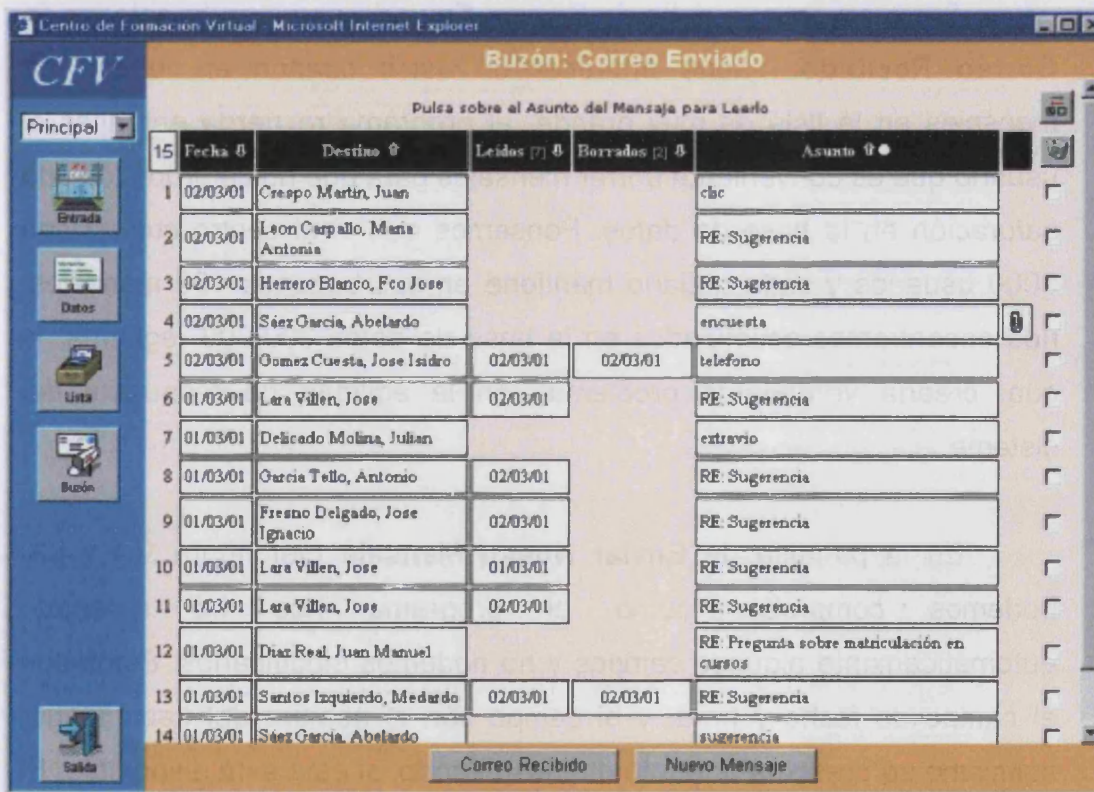 Centro de Formación Virtual - Microsoft Internet Explorer
CFV
Buzón: Correo Enviado
Pulsa sobre el Asunto del Mensaje para Leerlo
Principal
Entrada
Datos
Lista
Buzón
Salida
15 Fecha Destino Leídos [7] Borrados [2] Asunto
1 02/03/01 Crespo Martin, Juan clic
2 02/03/01 Leon Carpallo, Maria
Antonia RE: Sugerencia
3 02/03/01 Herrero Blanco, Fco Jose RE: Sugerencia
4 02/03/01 Sáez García, Abelardo encuesta
5 02/03/01 Gomez Cuesta, Jose Isidro 02/03/01 02/03/01 telefono
6 01/03/01 Lara Villen, Jose 02/03/01 RE: Sugerencia
7 01/03/01 Delicado Molina, Julian extravio
8 01/03/01 Garcia Tello, Antonio 02/03/01 RE: Sugerencia
9 01/03/01 Fresno Delgado, Jose
Ignacio 02/03/01 RE: Sugerencia
10 01/03/01 Lara Villen, Jose 01/03/01 RE: Sugerencia
11 01/03/01 Lara Villen, Jose 02/03/01 RE: Sugerencia
12 01/03/01 Diaz Real, Juan Manuel RE: Pregunta sobre matriculación en
cursos
13 01/03/01 Santos Izquierdo, Medardo 02/03/01 02/03/01 RE: Sugerencia
14 01/03/01 Sáez García, Abelardo sugerencia
Correo Recibido Nuevo Mensaje